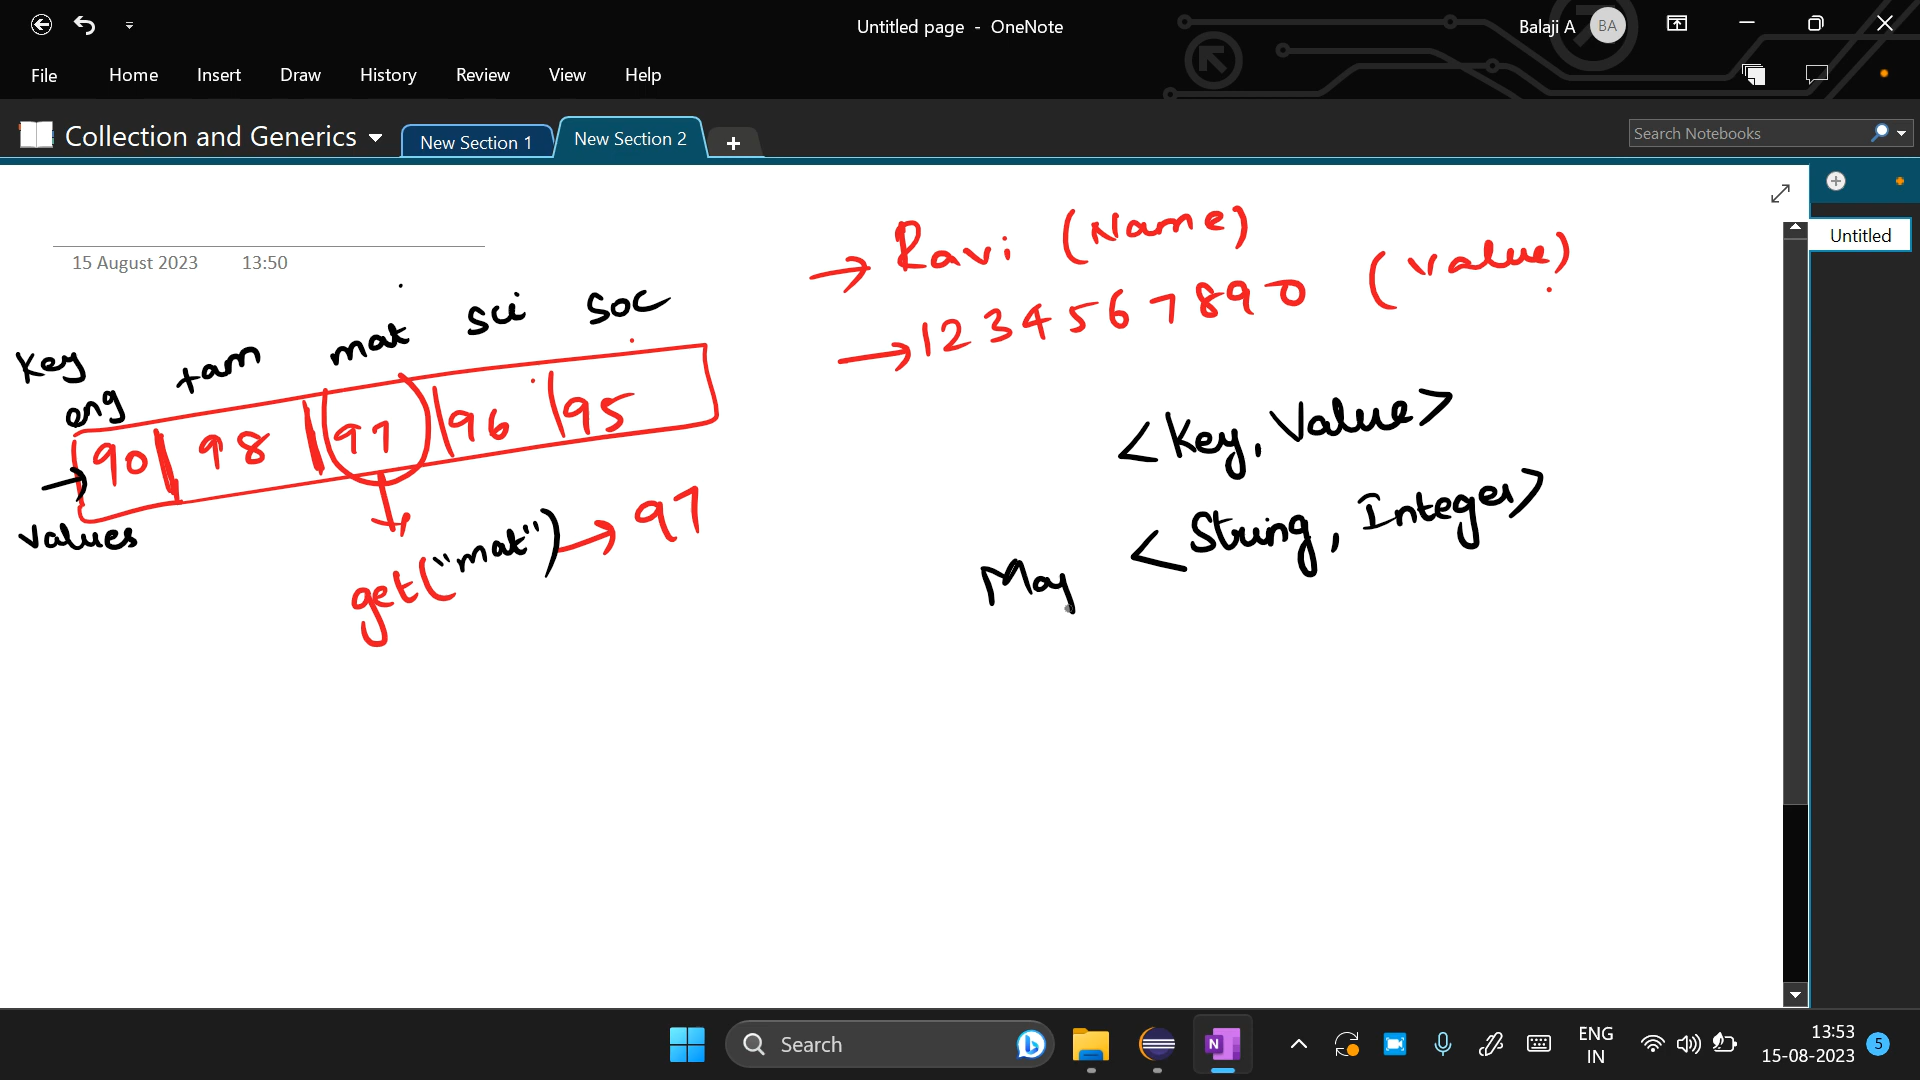 Untitled page - OneNote
Balaji A BA
File Home Insert Draw History Review View Help
Collection and Generics New Section 1 New Section 2 +
Search Notebooks
Untitled
15 August 2023 13:50
→ Ravi (Name)
→ 1234567890 (Value)
Key
eng tam mat sci soc
90 98 97 96 95
→
Values
get("mat") → 97
<Key, Value>
<String, Integer>
Map
Search
N
ENG
IN
13:53
15-08-2023
5